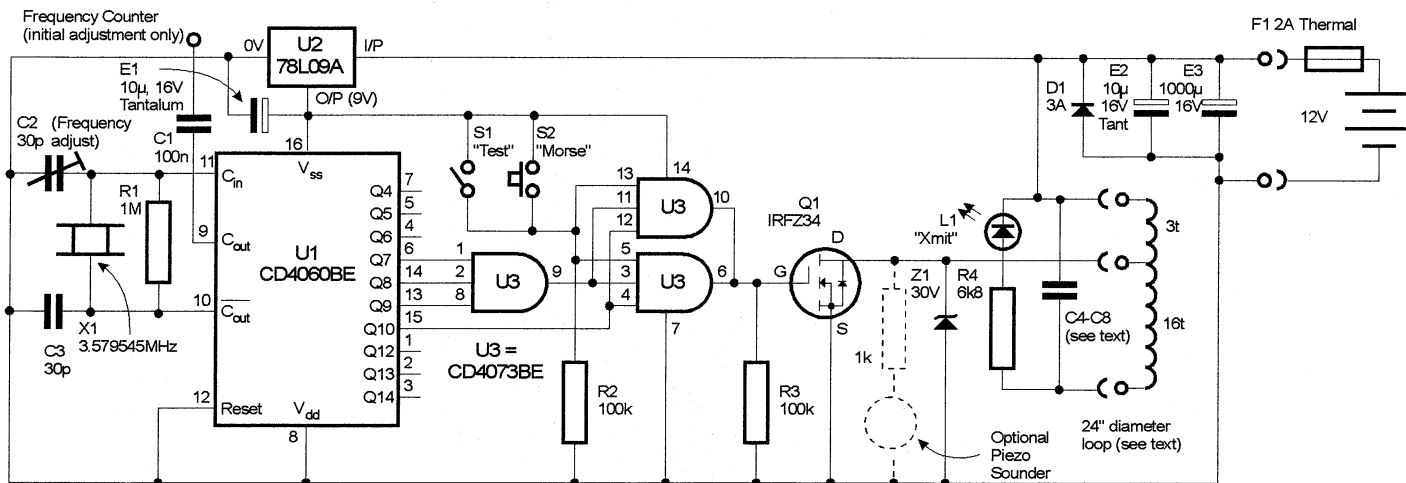 Frequency Counter
(initial adjustment only)
0V
U2
78L09A
I/P
F1 2A Thermal
E1
10µ, 16V
Tantalum
O/P (9V)
D1
3A
E2
10µ
16V
Tant
E3
1000µ
16V
12V
C2
30p
(Frequency
adjust)
C1
100n
S1
"Test"
S2
"Morse"
11
16
Cin
Vss
R1
1M
9
Cout
U1
CD4060BE
10
Cout
X1
3.579545MHz
C3
30p
12
Reset
Vdd
8
Q4
7
Q5
5
Q6
4
Q7
6
Q8
14
Q9
13
Q10
15
Q12
1
Q13
2
Q14
3
1
2
8
U3
9
13
11
12
14
U3
10
5
3
4
U3
6
7
U3 =
CD4073BE
R2
100k
R3
100k
Q1
IRFZ34
D
G
S
1k
Z1
30V
R4
6k8
L1
"Xmit"
C4-C8
(see text)
3t
16t
24" diameter
loop (see text)
Optional
Piezo
Sounder